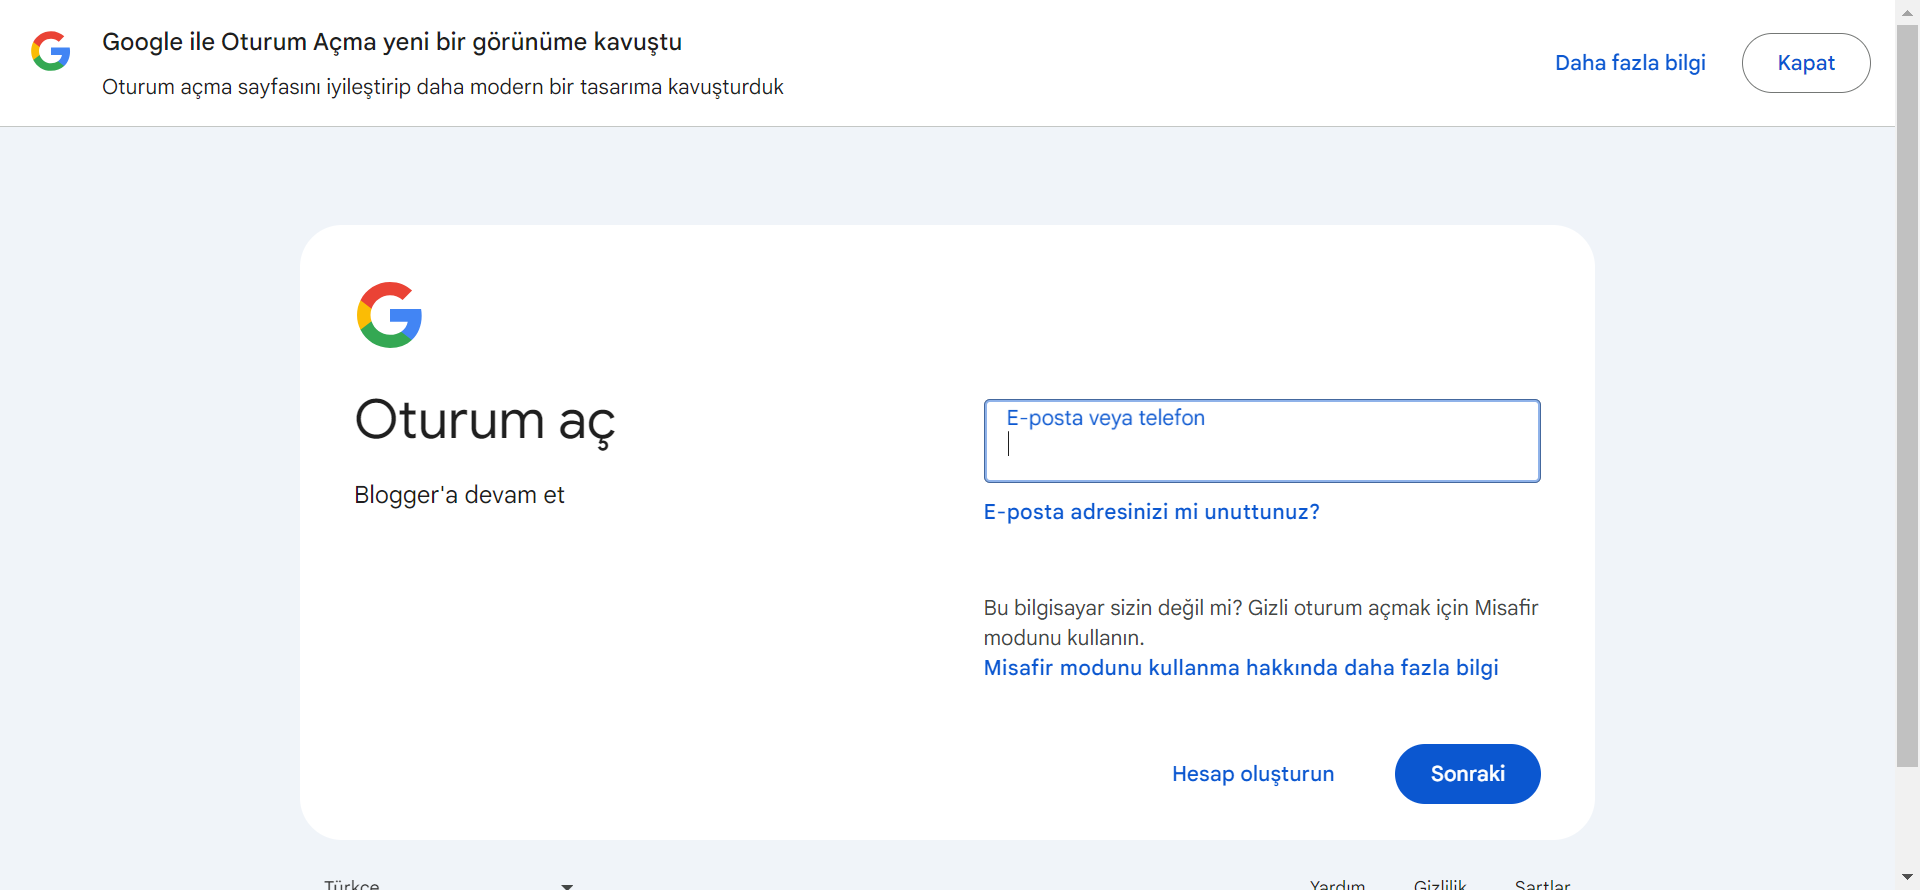 Google ile Oturum Açma yeni bir görünüme kavuştu
Oturum açma sayfasını iyileştirip daha modern bir tasarıma kavuşturduk
Daha fazla bilgi
Kapat
Oturum aç
Blogger'a devam et
E-posta veya telefon
E-posta adresinizi mi unuttunuz?
Bu bilgisayar sizin değil mi? Gizli oturum açmak için Misafir
modunu kullanın.
Misafir modunu kullanma hakkında daha fazla bilgi
Hesap oluşturun
Sonraki
Türkçe
Yardım
Gizlilik
Şartlar